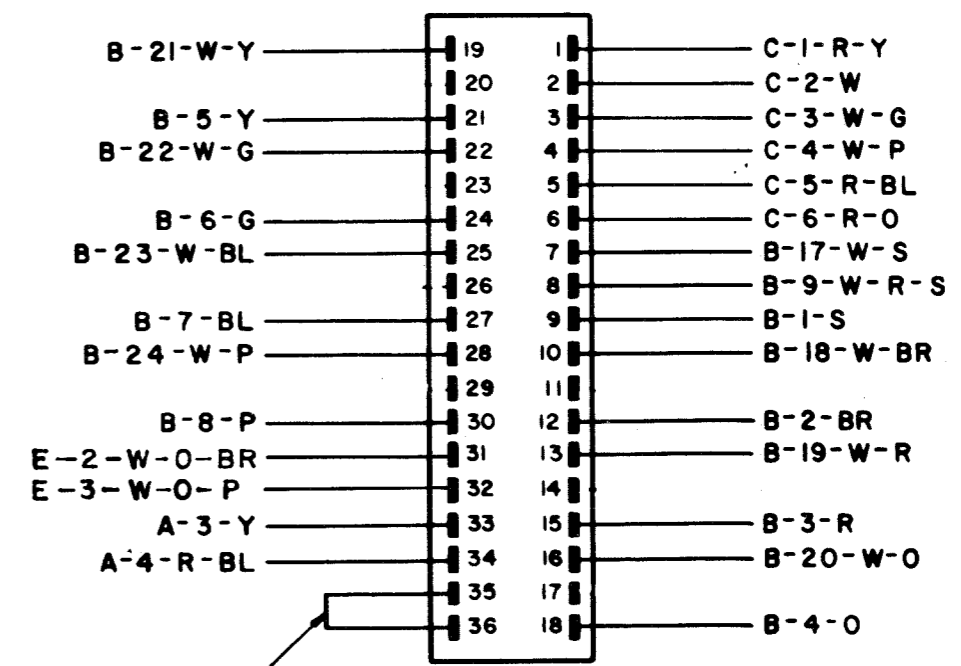 B-21-W-Y 19 1 C-1-R-Y
20 2 C-2-W
B-5-Y 21 3 C-3-W-G
B-22-W-G 22 4 C-4-W-P
23 5 C-5-R-BL
B-6-G 24 6 C-6-R-O
B-23-W-BL 25 7 B-17-W-S
26 8 B-9-W-R-S
B-7-BL 27 9 B-1-S
B-24-W-P 28 10 B-18-W-BR
29 11
B-8-P 30 12 B-2-BR
E-2-W-O-BR 31 13 B-19-W-R
E-3-W-O-P 32 14
A-3-Y 33 15 B-3-R
A-4-R-BL 34 16 B-20-W-O
35 17
36 18 B-4-O